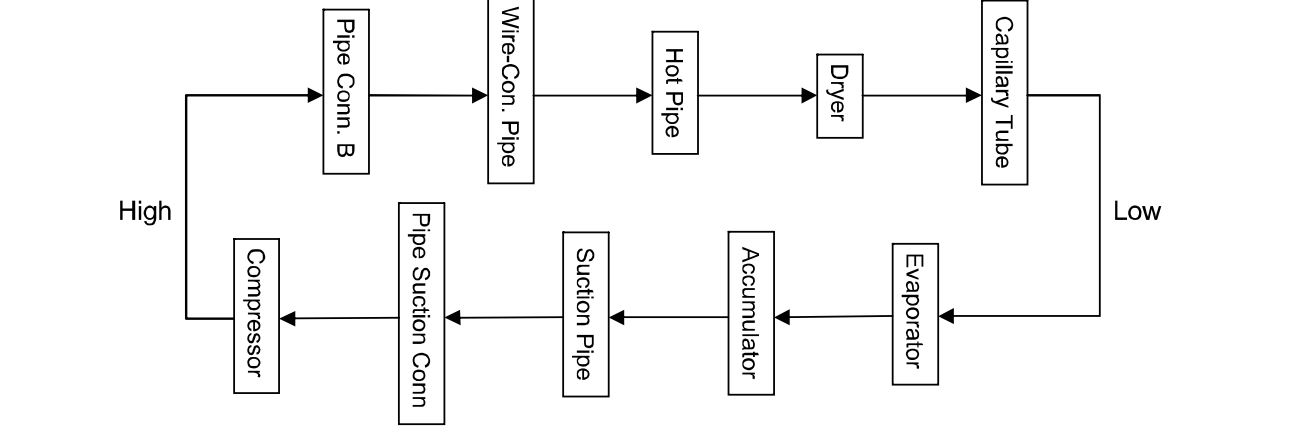 Pipe Conn. B
Wire-Con. Pipe
Hot Pipe
Dryer
Capillary Tube
High
Low
Compressor
Pipe Suction Conn
Suction Pipe
Accumulator
Evaporator